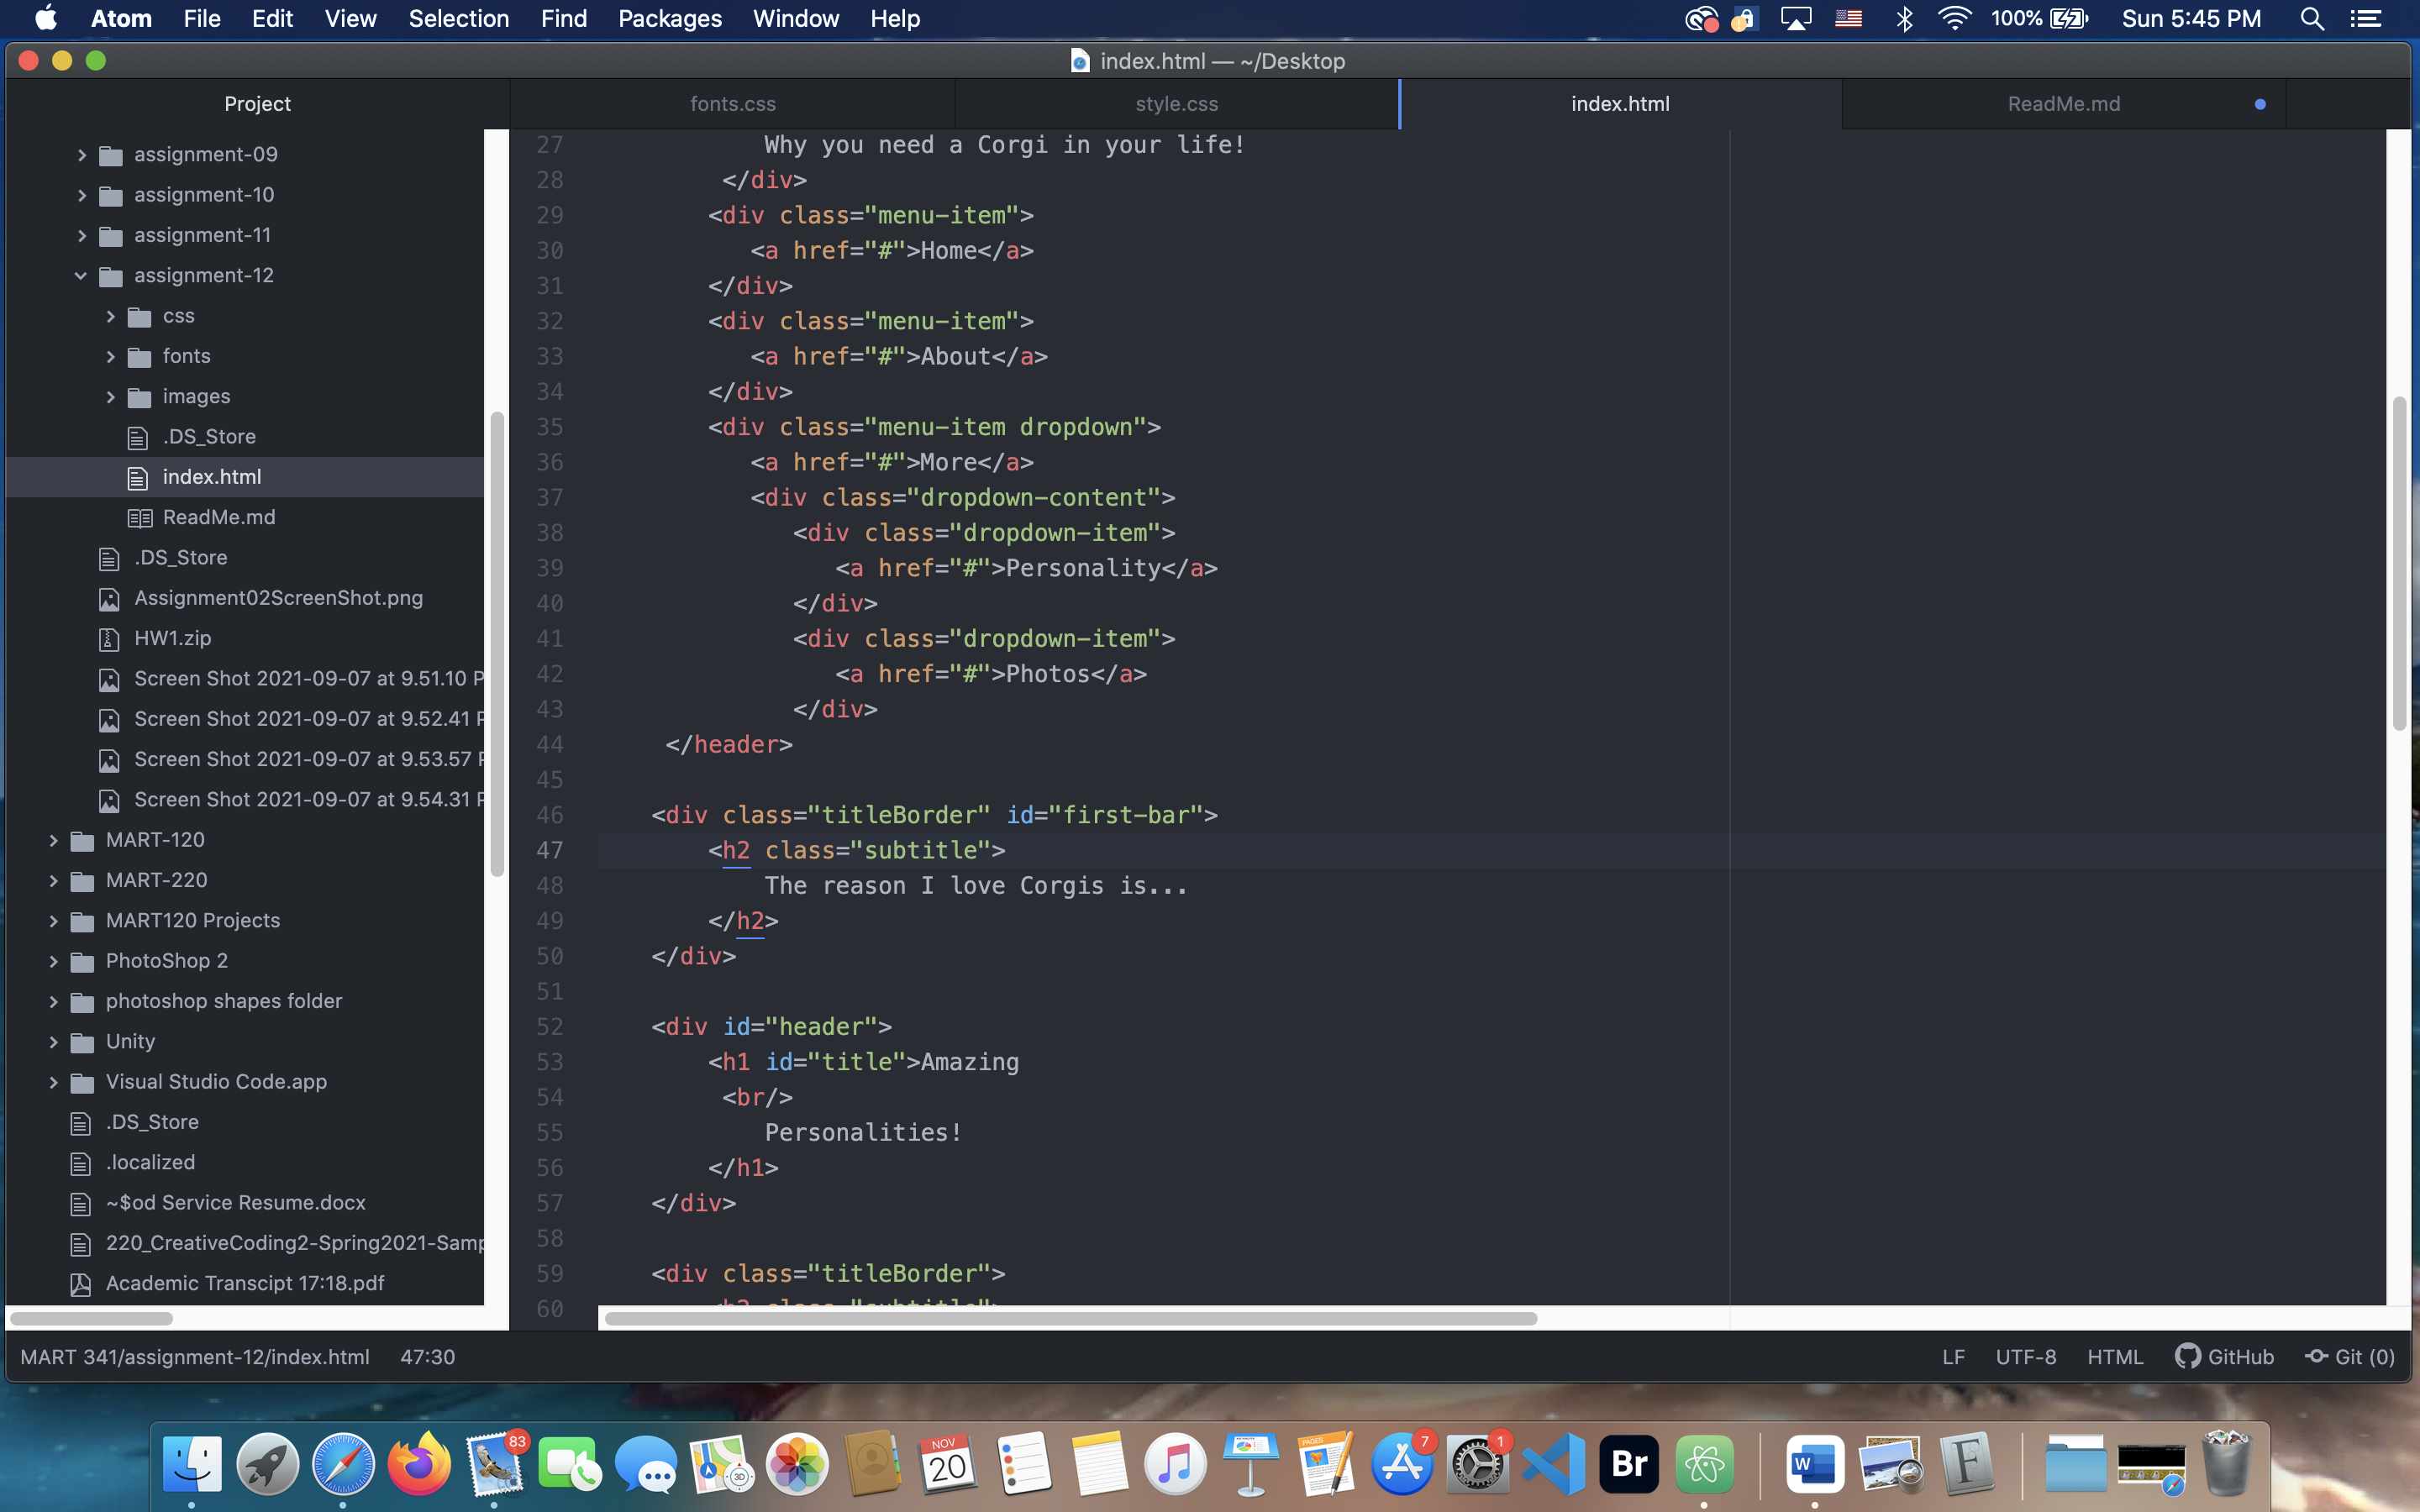 Atom File Edit View Selection Find Packages Window Help 100% Sun 5:45 PM
index.html — ~/Desktop
Project
fonts.css style.css index.html ReadMe.md
assignment-09
assignment-10
assignment-11
assignment-12
css
fonts
images
.DS_Store
index.html
ReadMe.md
.DS_Store
Assignment02ScreenShot.png
HW1.zip
Screen Shot 2021-09-07 at 9.51.10 P
Screen Shot 2021-09-07 at 9.52.41 P
Screen Shot 2021-09-07 at 9.53.57 P
Screen Shot 2021-09-07 at 9.54.31 P
MART-120
MART-220
MART120 Projects
PhotoShop 2
photoshop shapes folder
Unity
Visual Studio Code.app
.DS_Store
.localized
~$od Service Resume.docx
220_CreativeCoding2-Spring2021-Samp
Academic Transcipt 17:18.pdf
27 Why you need a Corgi in your life!
28 </div>
29 <div class="menu-item">
30 <a href="#">Home</a>
31 </div>
32 <div class="menu-item">
33 <a href="#">About</a>
34 </div>
35 <div class="menu-item dropdown">
36 <a href="#">More</a>
37 <div class="dropdown-content">
38 <div class="dropdown-item">
39 <a href="#">Personality</a>
40 </div>
41 <div class="dropdown-item">
42 <a href="#">Photos</a>
43 </div>
44 </header>
45
46 <div class="titleBorder" id="first-bar">
47 <h2 class="subtitle">
48 The reason I love Corgis is...
49 </h2>
50 </div>
51
52 <div id="header">
53 <h1 id="title">Amazing
54 <br/>
55 Personalities!
56 </h1>
57 </div>
58
59 <div class="titleBorder">
60 <h2 class="subtitle">
MART 341/assignment-12/index.html 47:30 LF UTF-8 HTML GitHub Git (0)
83
NOV
20
3D
PAGES
7
1
Br
W
F